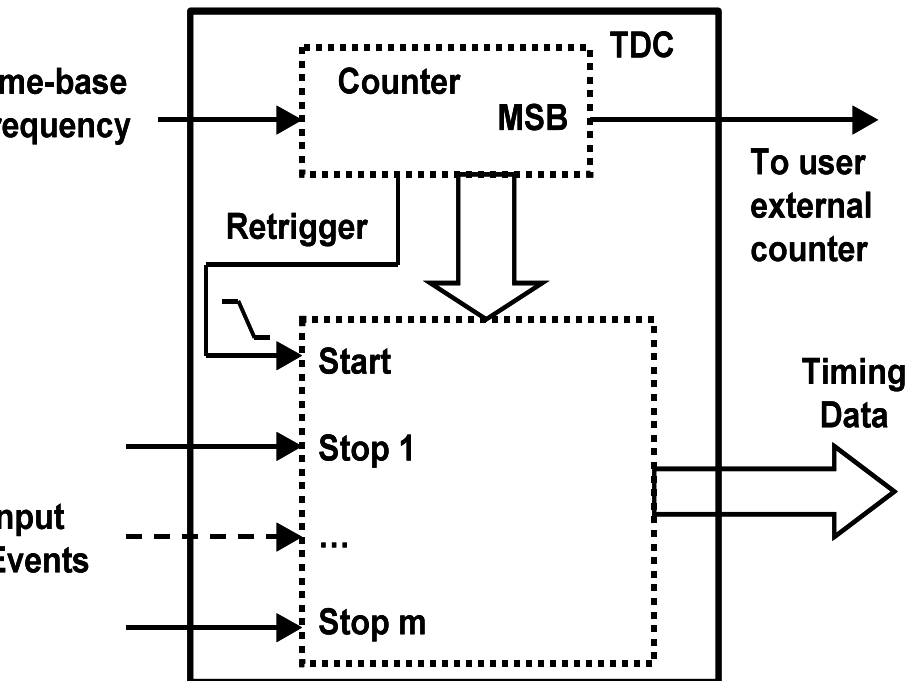 TDC
me-base
requency
Counter
MSB
To user
external
counter
Retrigger
Start
Stop 1
...
Stop m
nput
Events
Timing
Data